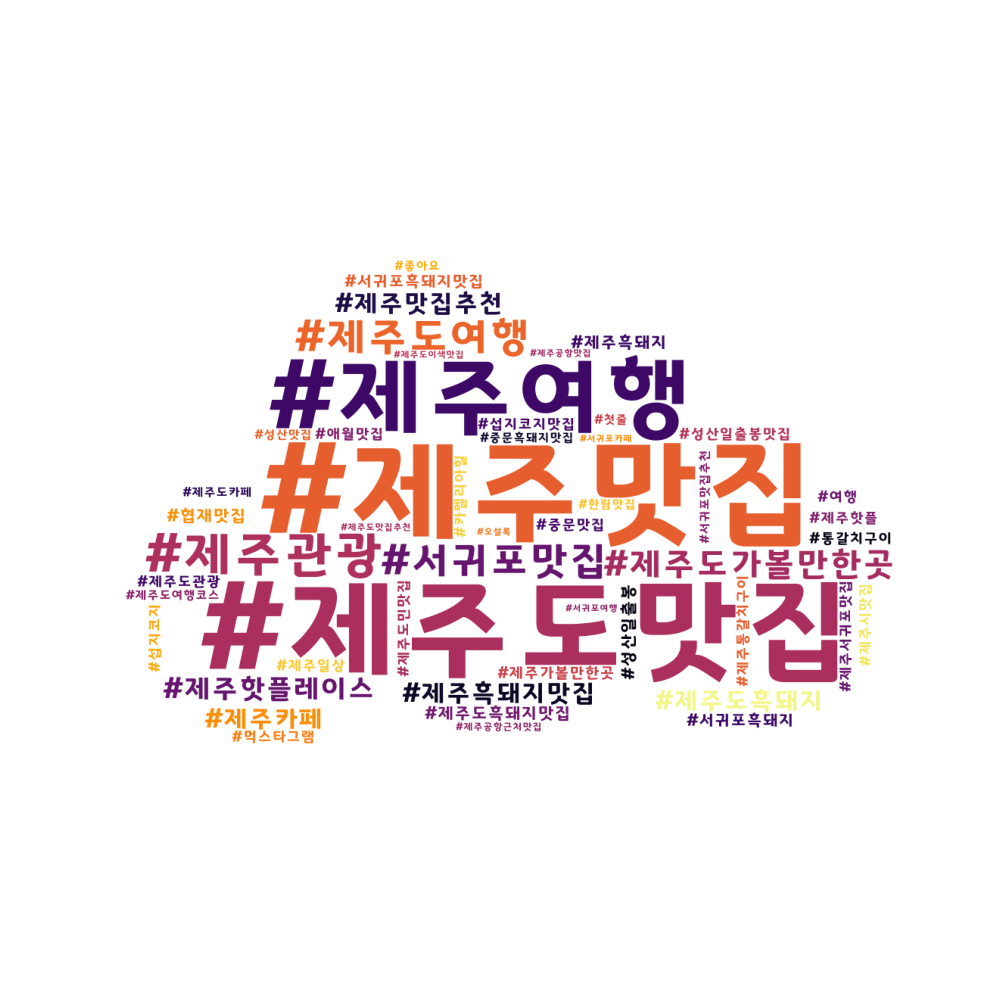 #좋아요
#서귀포흑돼지맛집
#제주맛집추천
#제주도여행
#제주흑돼지
#제주도이색맛집
#제주공항맛집
#제주여행
#섭지코지맛집
#첫줄
#성산맛집
#애월맛집
#중문흑돼지맛집
#서귀포카페
#성산일출봉맛집
#제주맛집
#카멜리아힐
#서귀포맛집추천
#제주도카페
#한림맛집
#여행
#협재맛집
#제주도맛집추천
#오설록
#중문맛집
#제주핫플
#통갈치구이
#제주관광
#서귀포맛집
#제주도가볼만한곳
#제주도관광
#제주도여행코스
#제주도맛집
#제주도민맛집
#서귀포여행
#성산일출봉
#제주통갈치구이
#제주서귀포맛집
#제주시맛집
#섭지코지
#제주일상
#제주가볼만한곳
#제주핫플레이스
#제주흑돼지맛집
#제주도흑돼지
#제주카페
#제주도흑돼지맛집
#서귀포흑돼지
#먹스타그램
#제주공항근처맛집